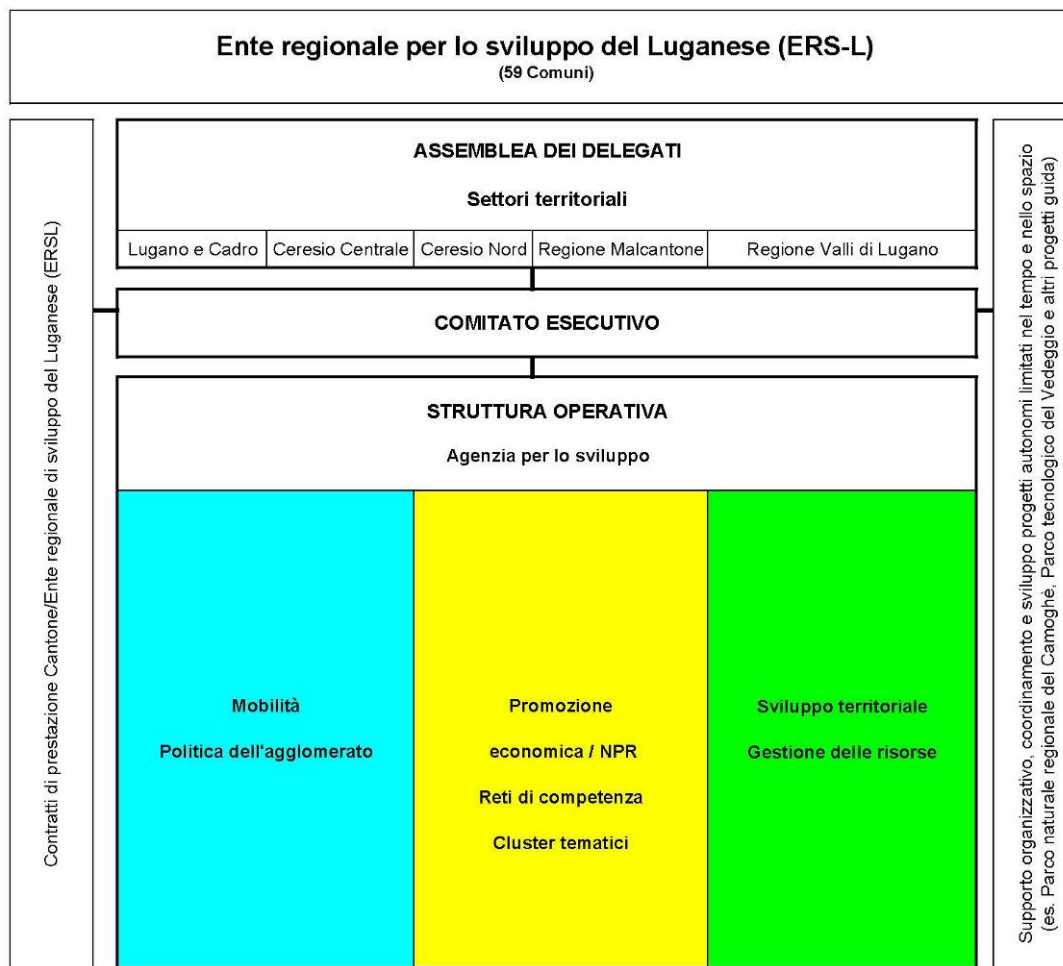 Ente regionale per lo sviluppo del Luganese (ERS-L)
(59 Comuni)
Contratti di prestazione Cantone/Ente regionale di sviluppo del Luganese (ERSL)
ASSEMBLEA DEI DELEGATI
Settori territoriali
Lugano e Cadro
Ceresio Centrale
Ceresio Nord
Regione Malcantone
Regione Valli di Lugano
COMITATO ESECUTIVO
STRUTTURA OPERATIVA
Agenzia per lo sviluppo
Mobilità
Politica dell'agglomerato
Promozione
economica / NPR
Reti di competenza
Cluster tematici
Sviluppo territoriale
Gestione delle risorse
Supporto organizzativo, coordinamento e sviluppo progetti autonomi limitati nel tempo e nello spazio
(es. Parco naturale regionale del Camoghè, Parco tecnologico del Vedeggio e altri progetti guida)